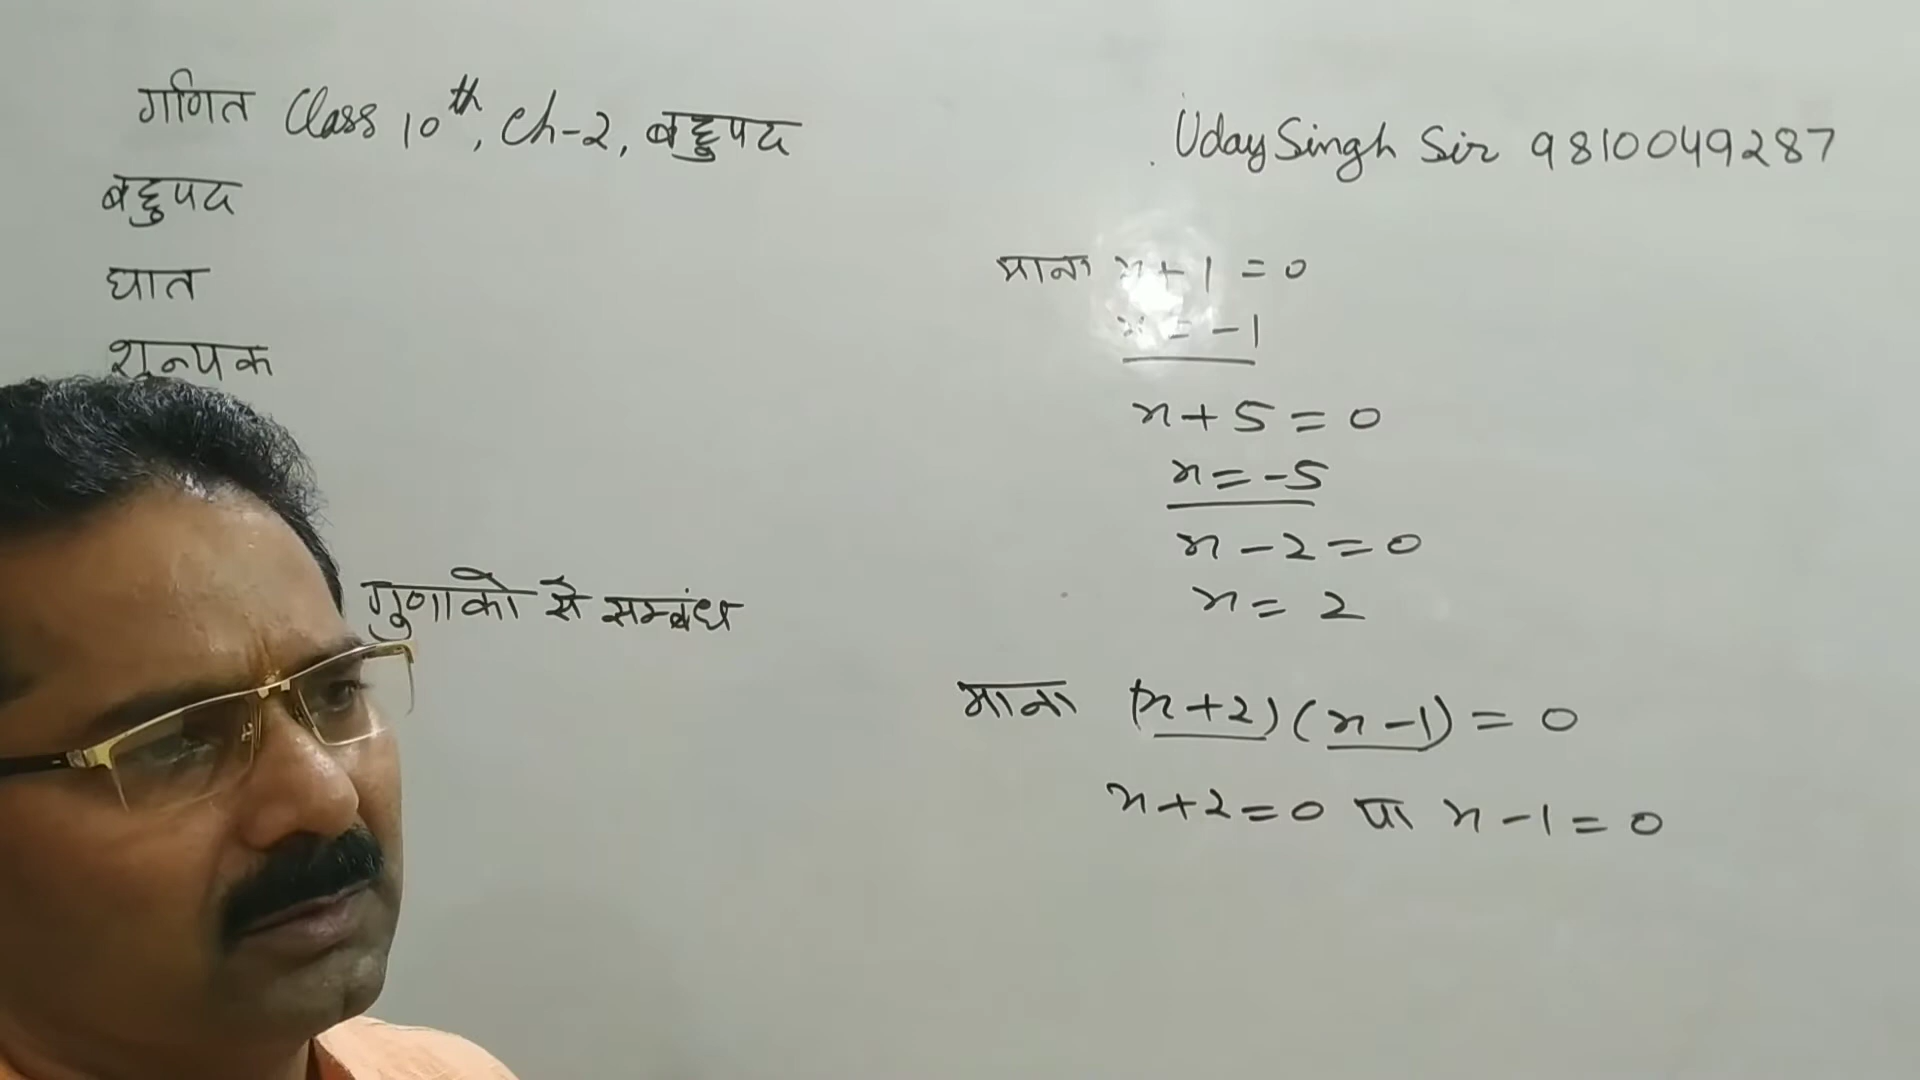 गणित Class 10th, Ch-2, बहुपद
Uday Singh Sir 9810049287
बहुपद
घात
शून्यक
गुणाको से सम्बंध
माना x+1 = 0
x = -1
x+5 = 0
x = -5
x-2 = 0
x = 2
माना (x+2)(x-1) = 0
x+2=0 या x-1=0